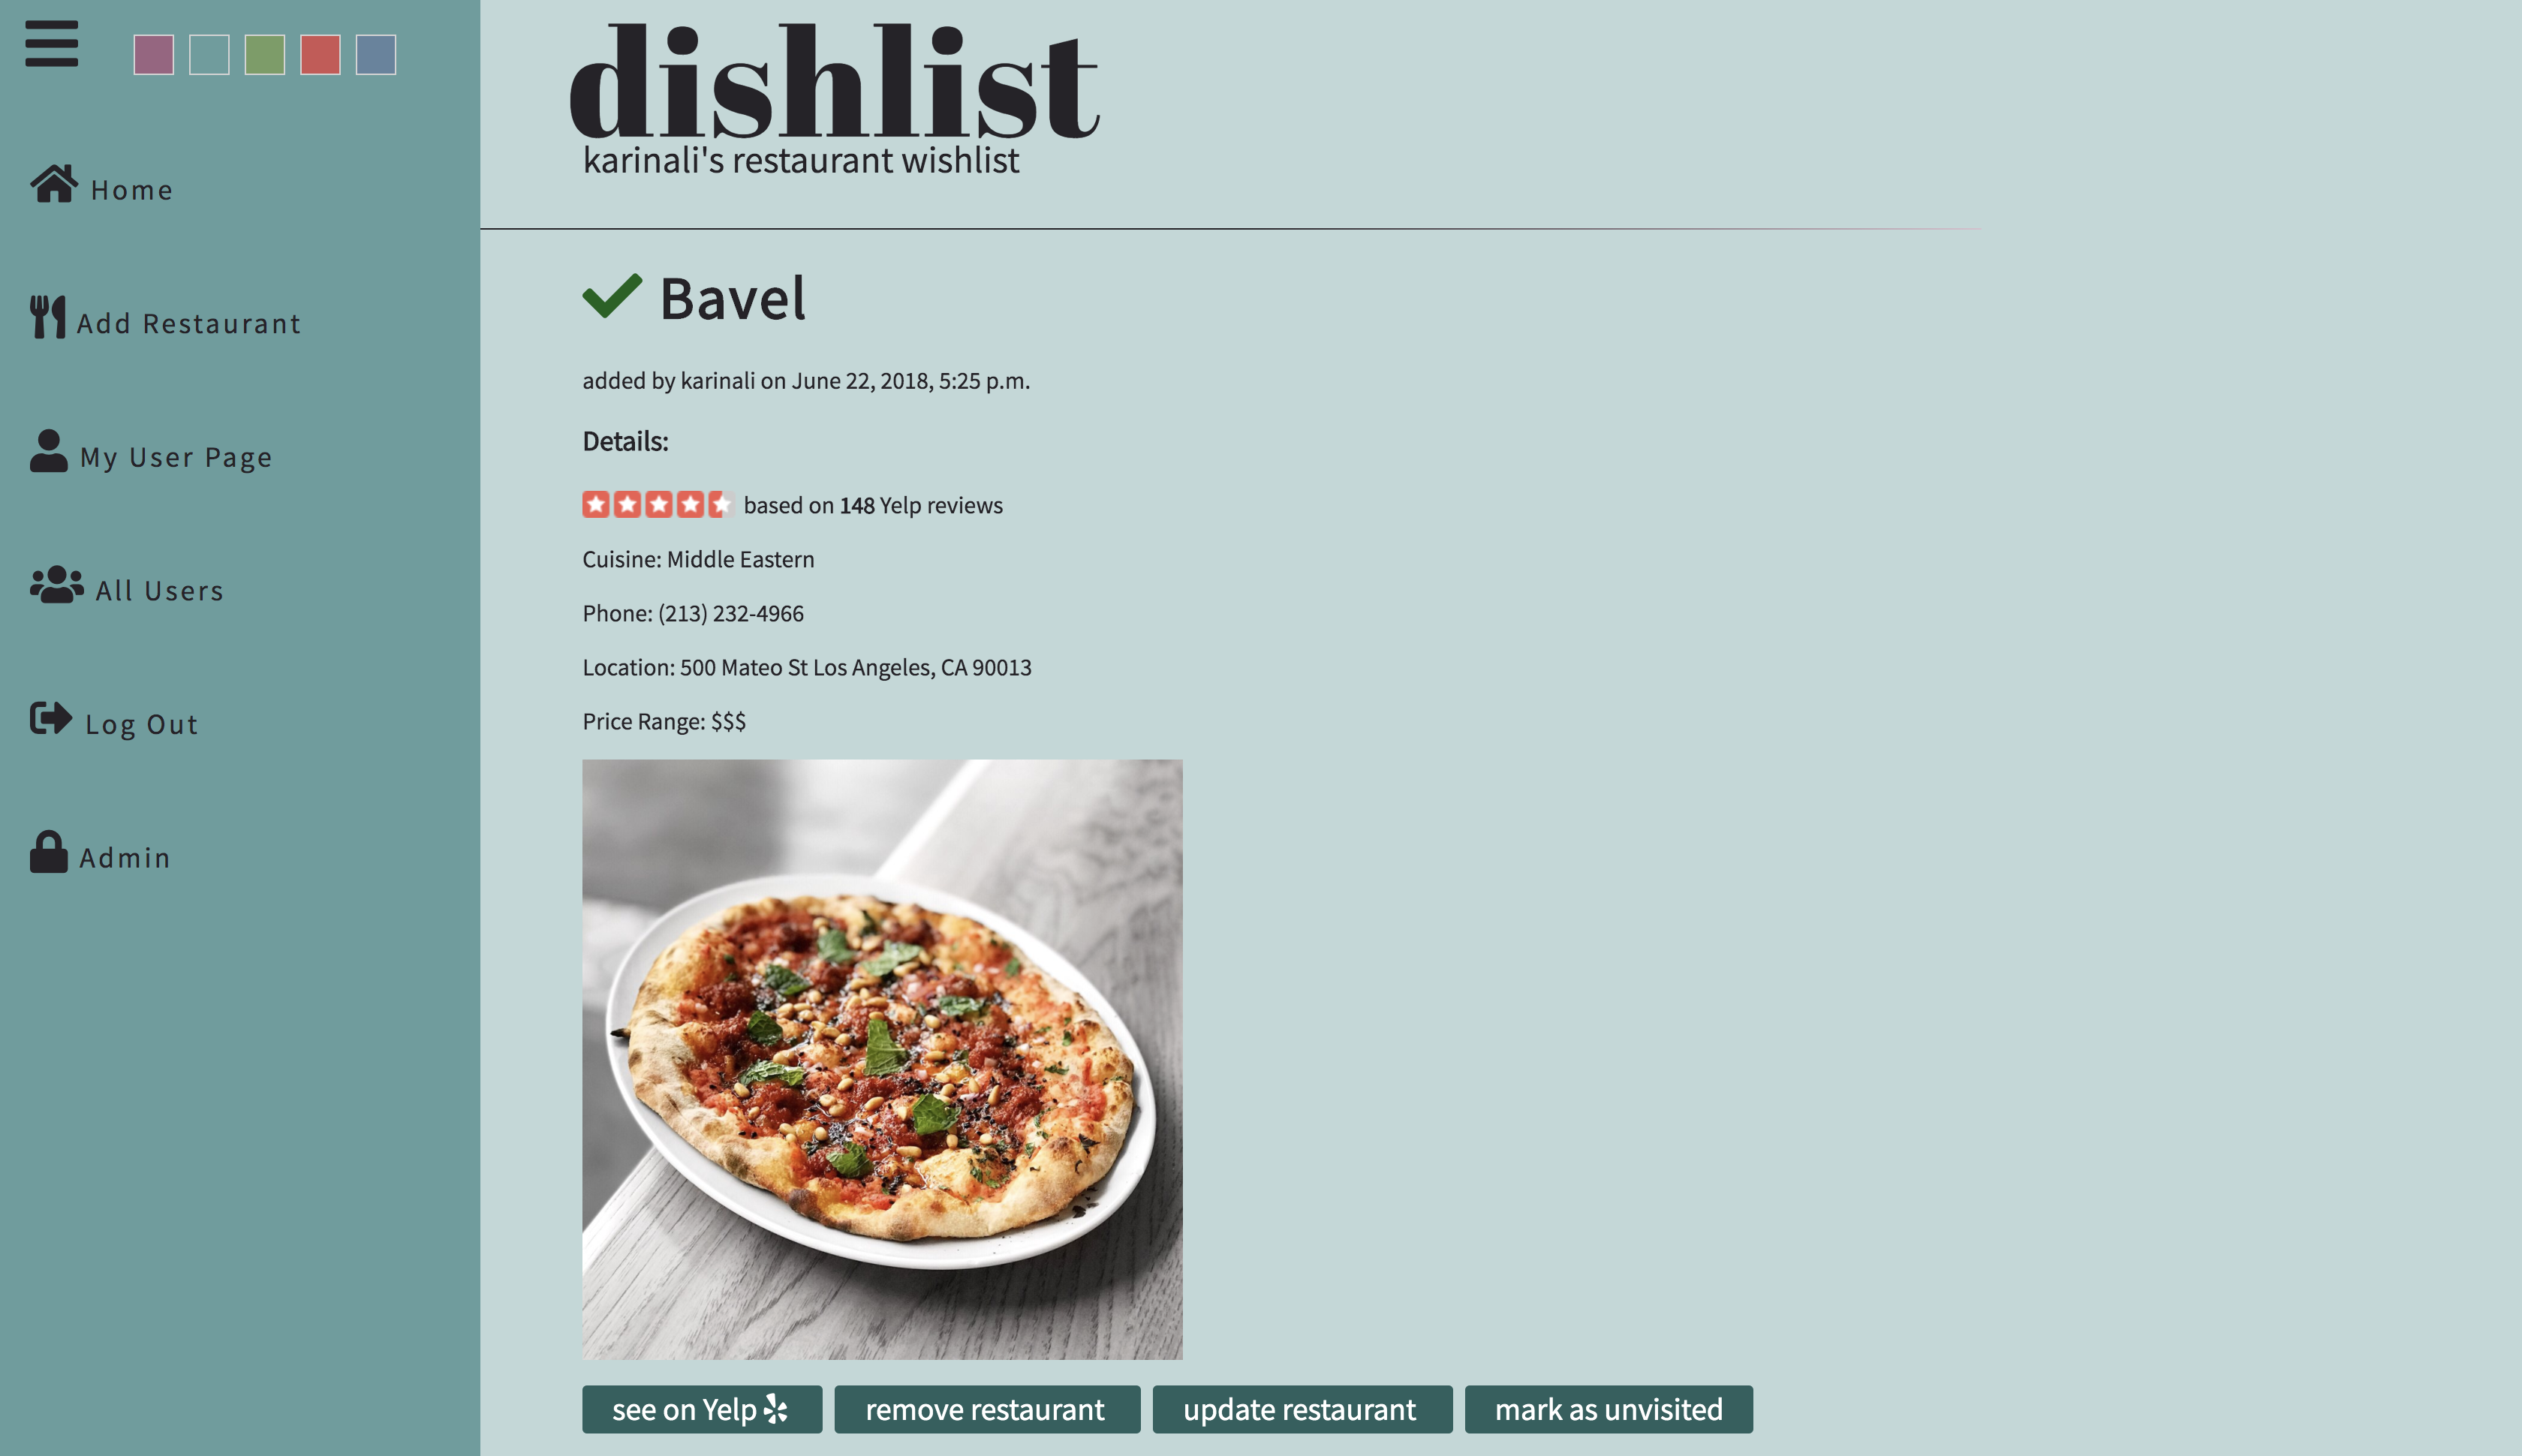 Home
Add Restaurant
My User Page
All Users
Log Out
Admin
dishlist
karinali's restaurant wishlist
Bavel
added by karinali on June 22, 2018, 5:25 p.m.
Details:
based on 148 Yelp reviews
Cuisine: Middle Eastern
Phone: (213) 232-4966
Location: 500 Mateo St Los Angeles, CA 90013
Price Range: $$$
see on Yelp
remove restaurant
update restaurant
mark as unvisited